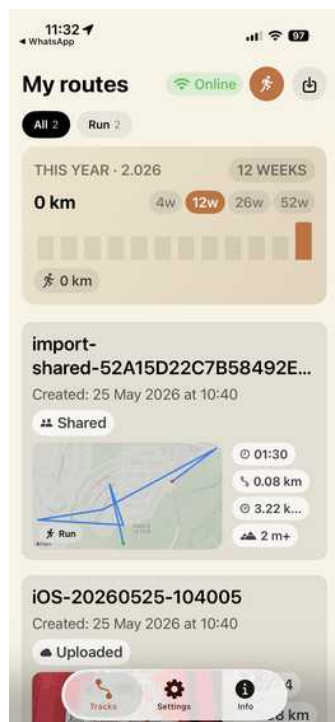 11:32
97
WhatsApp
My routes
Online
All 2
Run 2
THIS YEAR · 2.026
12 WEEKS
0 km
4w
12w
26w
52w
0 km
import-
shared-52A15D22C7B58492E...
Created: 25 May 2026 at 10:40
Shared
01:30
0.08 km
3.22 k...
2 m+
Run
iOS-20260525-104005
Created: 25 May 2026 at 10:40
Uploaded
Tracks
Settings
Info
km